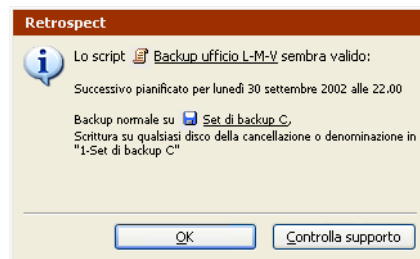 Retrospect
Lo script Backup ufficio L-M-V sembra valido:
Successivo pianificato per lunedì 30 settembre 2002 alle 22.00
Backup normale su Set di backup C,
Scrittura su qualsiasi disco della cancellazione o denominazione in
"1-Set di backup C"
OK
Controlla supporto